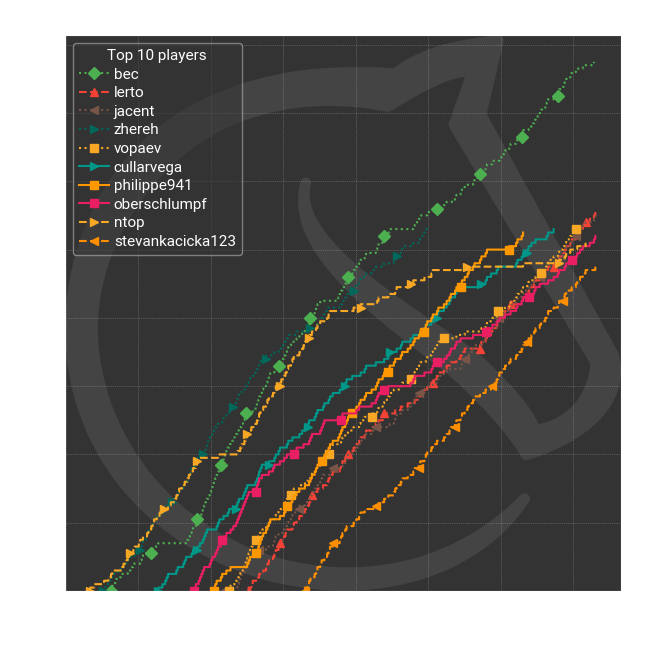 Top 10 players
bec
lerto
jacent
zhereh
vopaev
cullarvega
philippe941
oberschlumpf
ntop
stevankacicka123